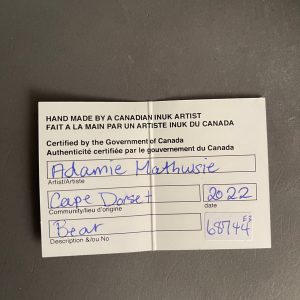 HAND MADE BY A CANADIAN INUK ARTIST
FAIT A LA MAIN PAR UN ARTISTE INUK DU CANADA
Certified by the Government of Canada
Authenticité certifiée par le gouvernement du Canada
Adamie Mathusie
Artist/Artiste
Cape Dorset 2022
Community/lieu d'origine date
Bear 68744 ES
Description &/ou No